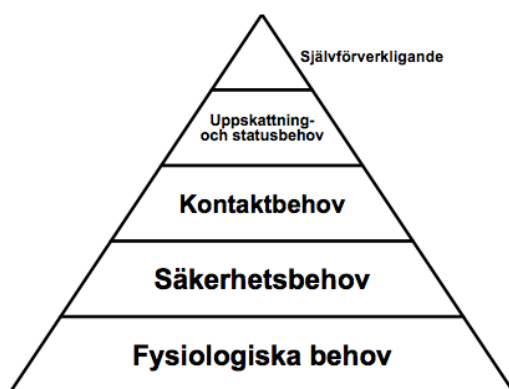 Självförverkligande
Uppskattning-
och statusbehov
Kontaktbehov
Säkerhetsbehov
Fysiologiska behov